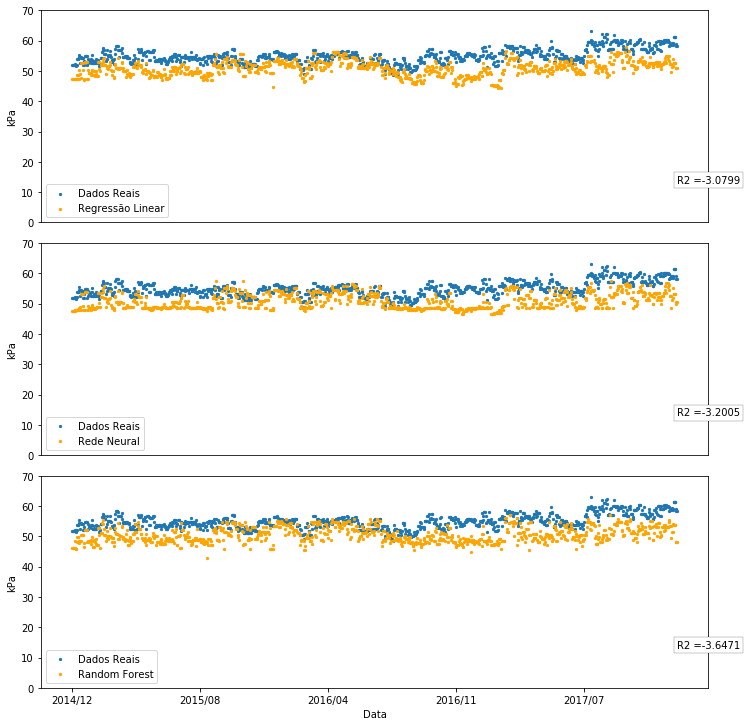 70
60
50
40
30
20
10
0
kPa
Dados Reais
Regressão Linear
R2 =-3.0799
70
60
50
40
30
20
10
0
kPa
Dados Reais
Rede Neural
R2 =-3.2005
70
60
50
40
30
20
10
0
kPa
Dados Reais
Random Forest
R2 =-3.6471
2014/12 2015/08 2016/04 2016/11 2017/07
Data